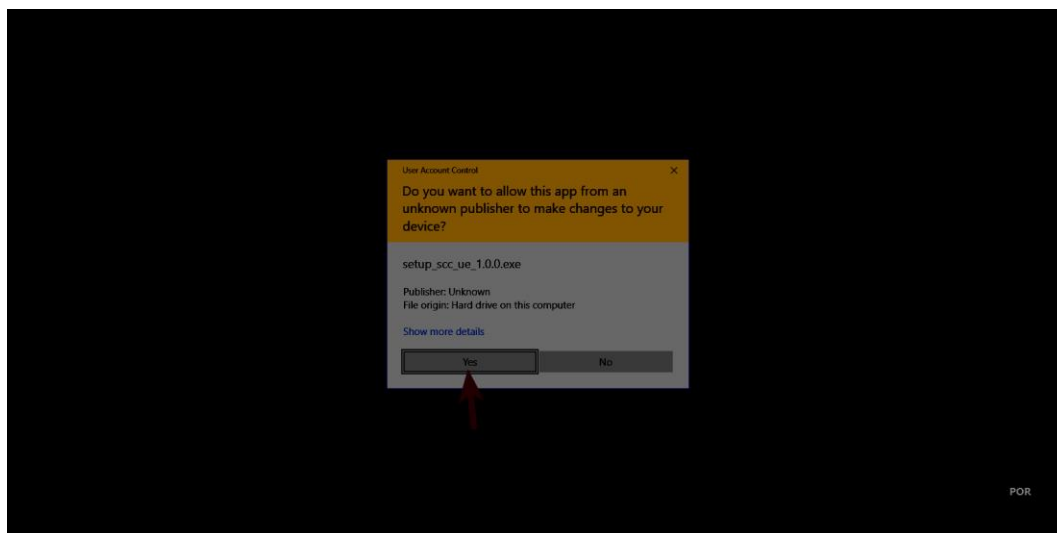 User Account Control
Do you want to allow this app from an
unknown publisher to make changes to your
device?
setup_scc_ue_1.0.0.exe
Publisher: Unknown
File origin: Hard drive on this computer
Show more details
Yes No
POR